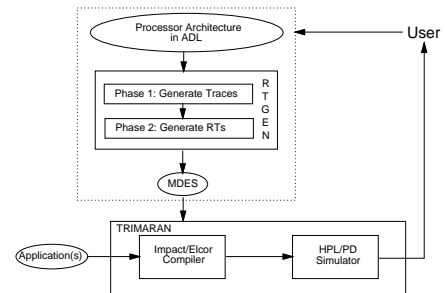 Processor Architecture
in ADL
User
Phase 1: Generate Traces
Phase 2: Generate RTs
R
T
G
E
N
MDES
TRIMARAN
Application(s)
Impact/Elcor
Compiler
HPL/PD
Simulator